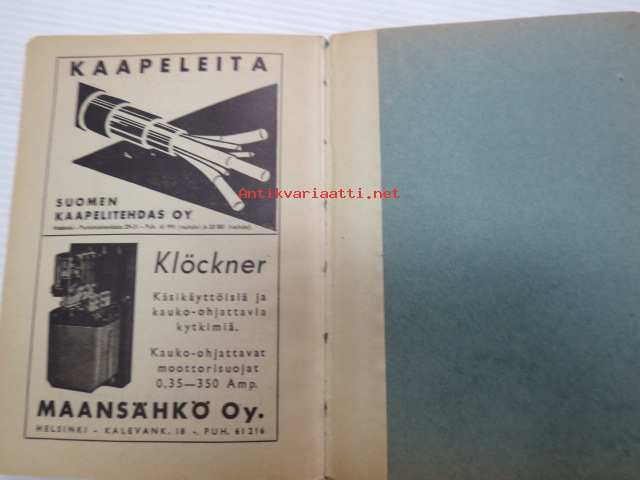 KAAPELEITA
SUOMEN
KAAPELITEHDAS OY
Antikvariaatti.net
Klöckner
Käsikäyttöisiä ja
kauko-ohjattavia
kytkimiä.
Kauko-ohjattavat
moottorisuojat
0,35—350 Amp.
MAANSÄHKÖ Oy.
HELSINKI - KALEVANK. 18 -. PUH. 61 216